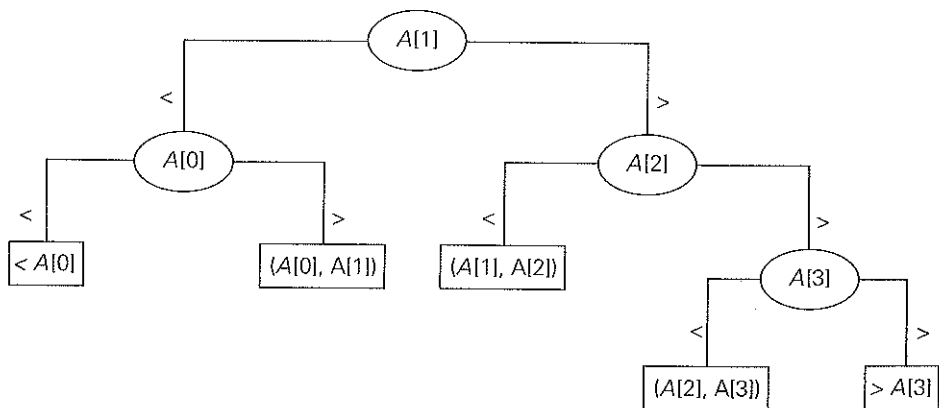 A[1]
< >
A[0] A[2]
< > < >
< A[0] (A[0], A[1]) (A[1], A[2]) A[3]
< >
(A[2], A[3]) > A[3]